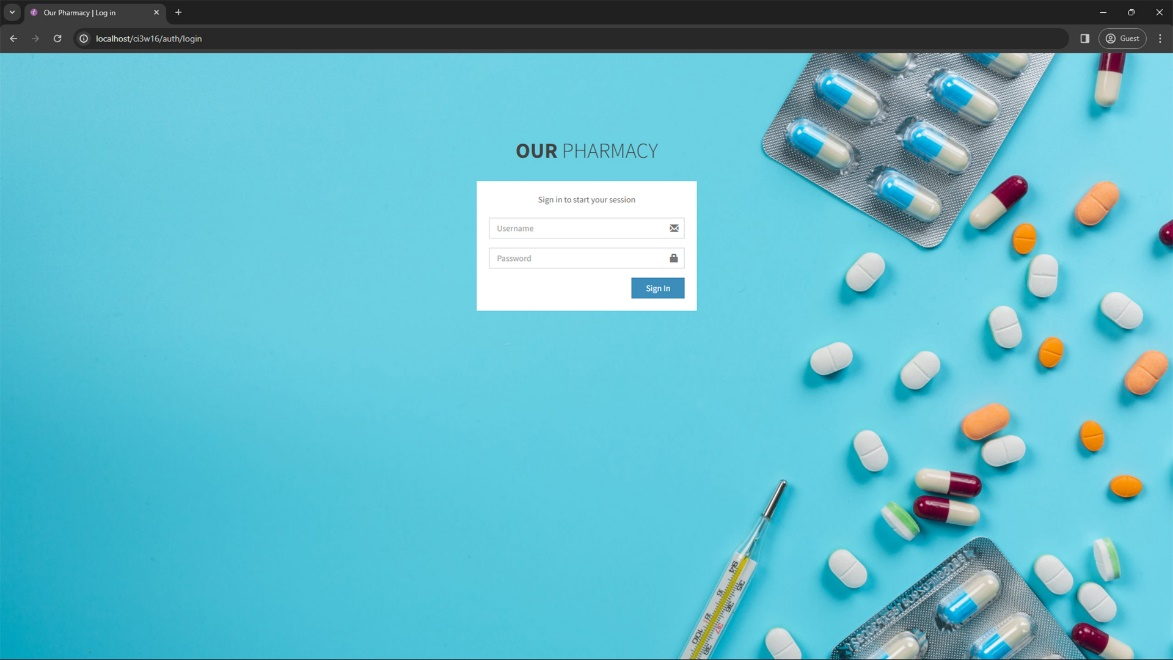 Our Pharmacy | Log in
localhost/ci3w16/auth/login
Guest
OUR PHARMACY
Sign in to start your session
Username
Password
Sign In